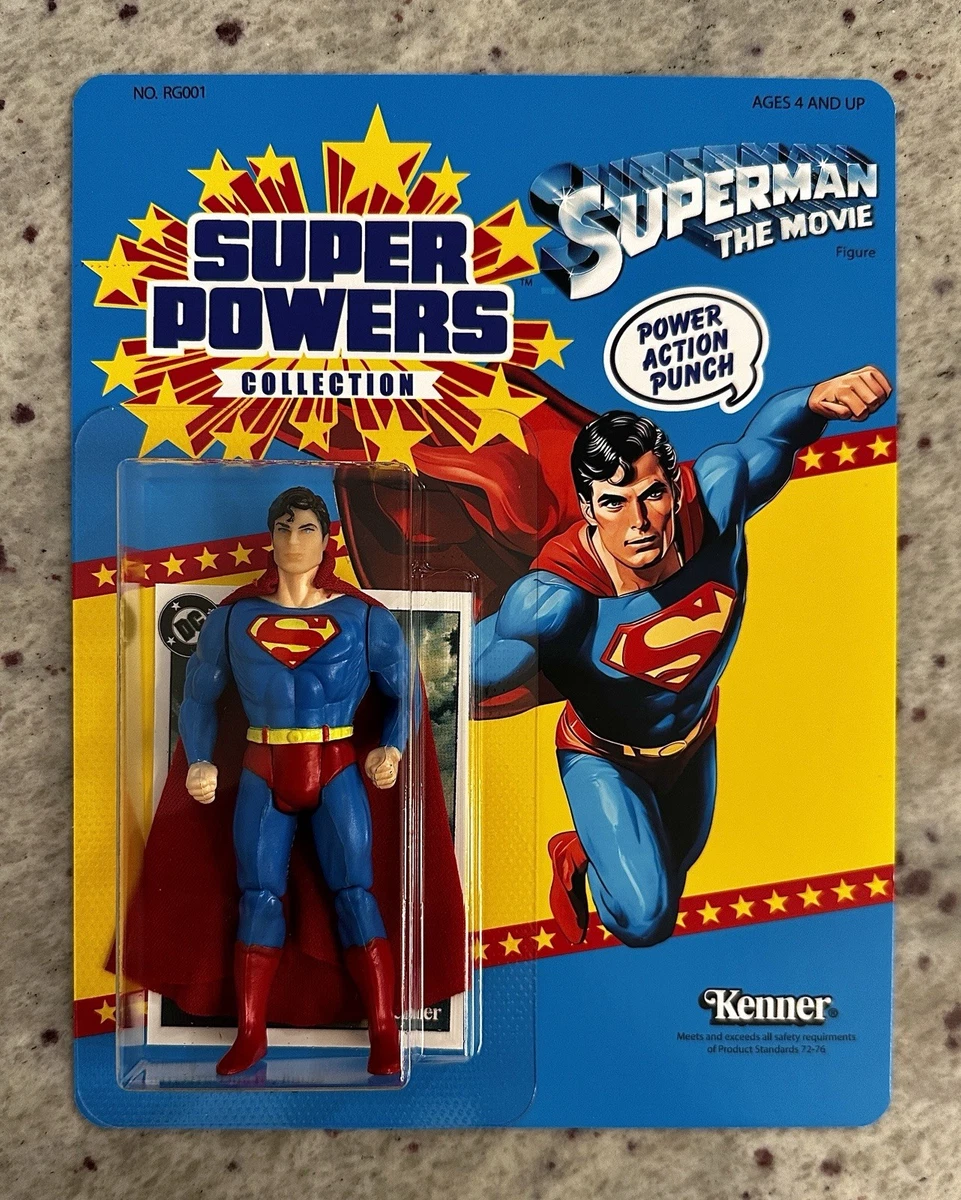 NO. RG001
AGES 4 AND UP
SUPER
POWERS
COLLECTION
TM
SUPERMAN
THE MOVIE
Figure
POWER
ACTION
PUNCH
DC
Kenner®
Meets and exceeds all safety requirments
of Product Standards 72-76